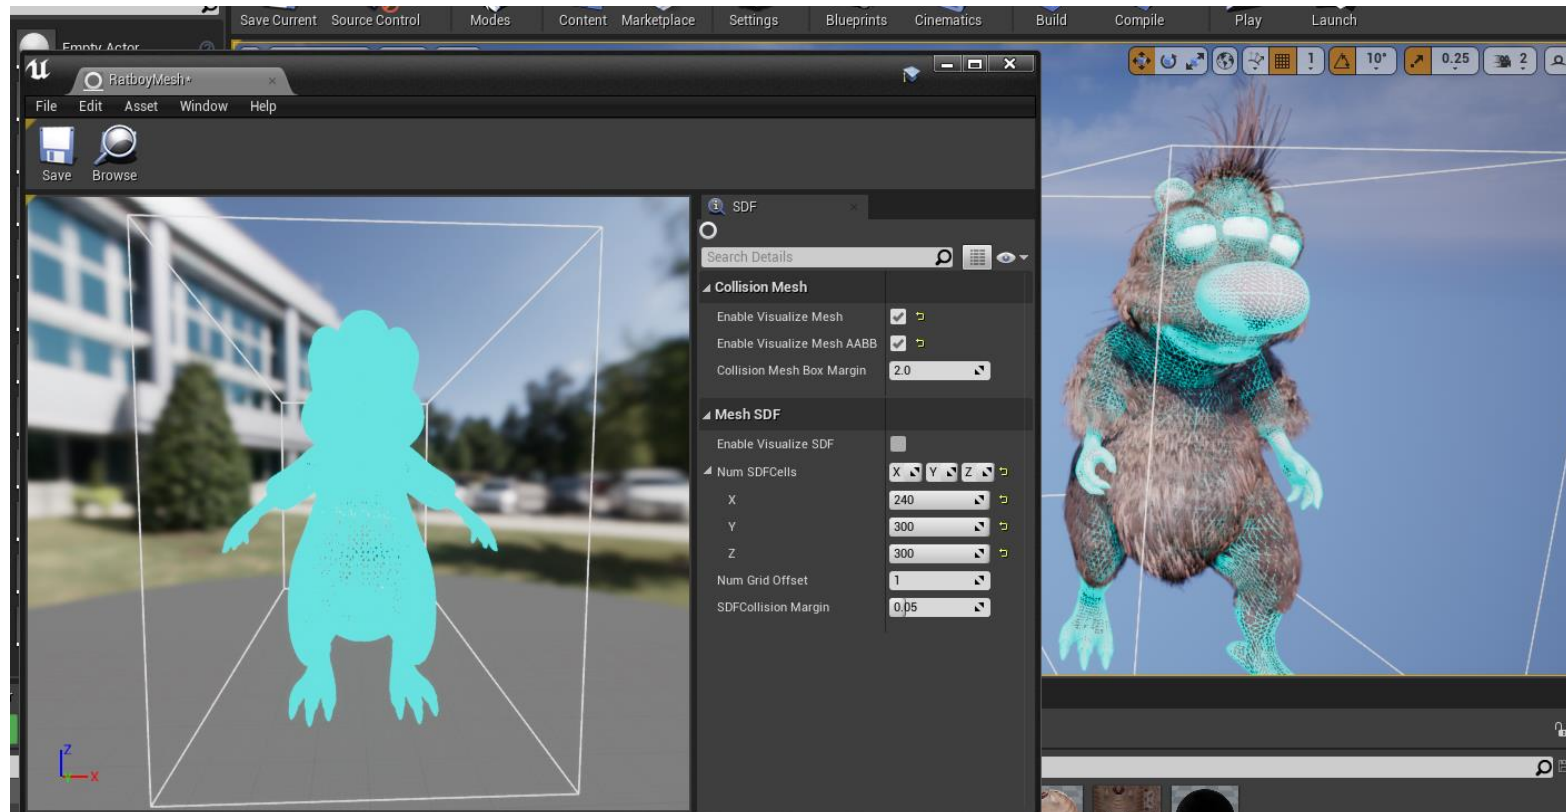 Save Current Source Control Modes Content Marketplace Settings Blueprints Cinematics Build Compile Play Launch
Empty Actor
1 10° 0.25 2
RatboyMesh*
File Edit Asset Window Help
Save Browse
SDF
Search Details
Collision Mesh
Enable Visualize Mesh
Enable Visualize Mesh AABB
Collision Mesh Box Margin 2.0
Mesh SDF
Enable Visualize SDF
Num SDFCells X Y Z
X 240
Y 300
Z 300
Num Grid Offset 1
SDFCollision Margin 0.05
Z
X